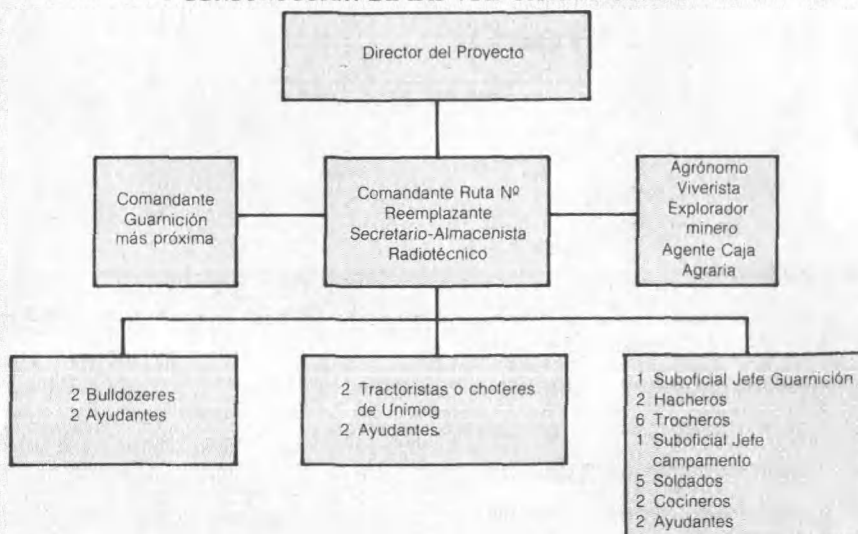 Director del Proyecto
Comandante
Guarnición
más próxima
Comandante Ruta Nº
Reemplazante
Secretario-Almacenista
Radiotécnico
Agrónomo
Viverista
Explorador
minero
Agente Caja
Agraria
2 Bulldozeres
2 Ayudantes
2 Tractoristas o choferes
de Unimog
2 Ayudantes
1 Suboficial Jefe Guarnición
2 Hacheros
6 Trocheros
1 Suboficial Jefe
campamento
5 Soldados
2 Cocineros
2 Ayudantes